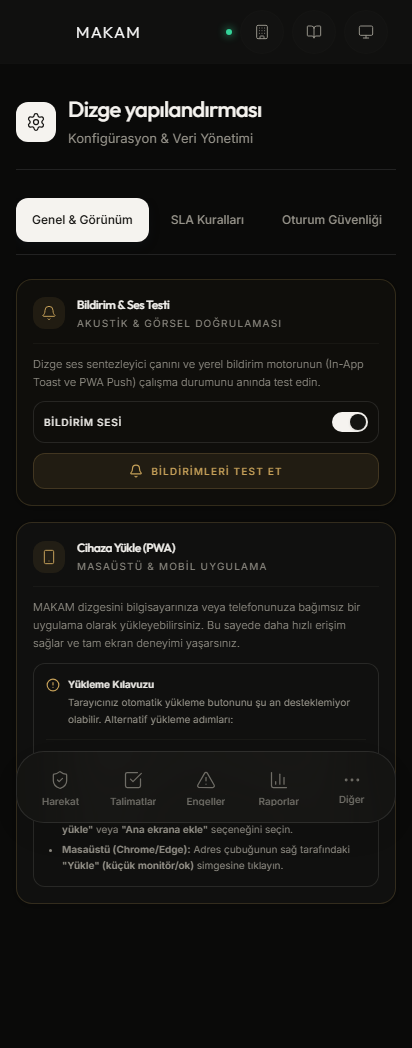 MAKAM
Dizge yapılandırması
Konfigürasyon & Veri Yönetimi
Genel & Görünüm
SLA Kuralları
Oturum Güvenliği
Bildirim & Ses Testi
AKUSTİK & GÖRSEL DOĞRULAMASI
Dizge ses sentezleyici çanını ve yerel bildirim motorunun (In-App
Toast ve PWA Push) çalışma durumunu anında test edin.
BİLDİRİM SESİ
BİLDİRİMLERİ TEST ET
Cihaza Yükle (PWA)
MASAÜSTÜ & MOBİL UYGULAMA
MAKAM dizgesini bilgisayarınıza veya telefonunuza bağımsız bir
uygulama olarak yükleyebilirsiniz. Bu sayede daha hızlı erişim
sağlar ve tam ekran deneyimi yaşarsınız.
Yükleme Kılavuzu
Tarayıcınız otomatik yükleme butonunu şu an desteklemiyor
olabilir. Alternatif yükleme adımları:
Harekat
Talimatlar
Engeller
Raporlar
Diğer
yükle" veya "Ana ekrana ekle" seçeneğini seçin.
• Masaüstü (Chrome/Edge): Adres çubuğunun sağ tarafındaki
"Yükle" (küçük monitör/ok) simgesine tıklayın.